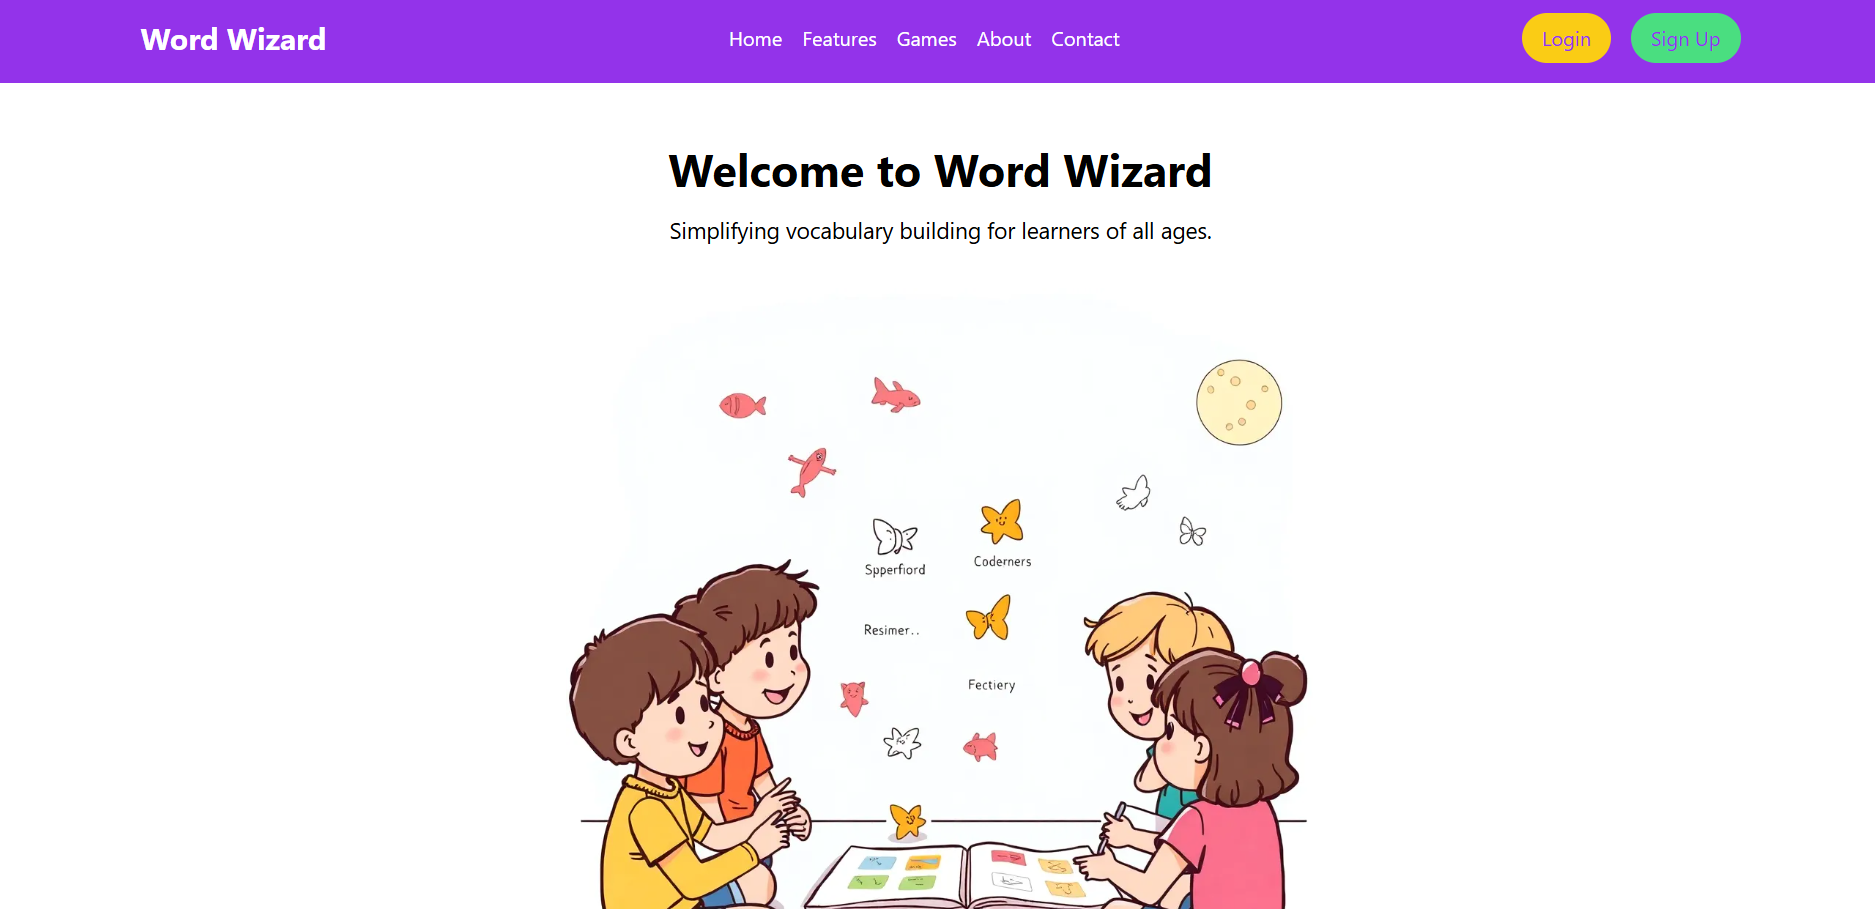 Word Wizard
Home Features Games About Contact
Login Sign Up
Welcome to Word Wizard
Simplifying vocabulary building for learners of all ages.
Spperfiord
Coderners
Resimer..
Fectiery